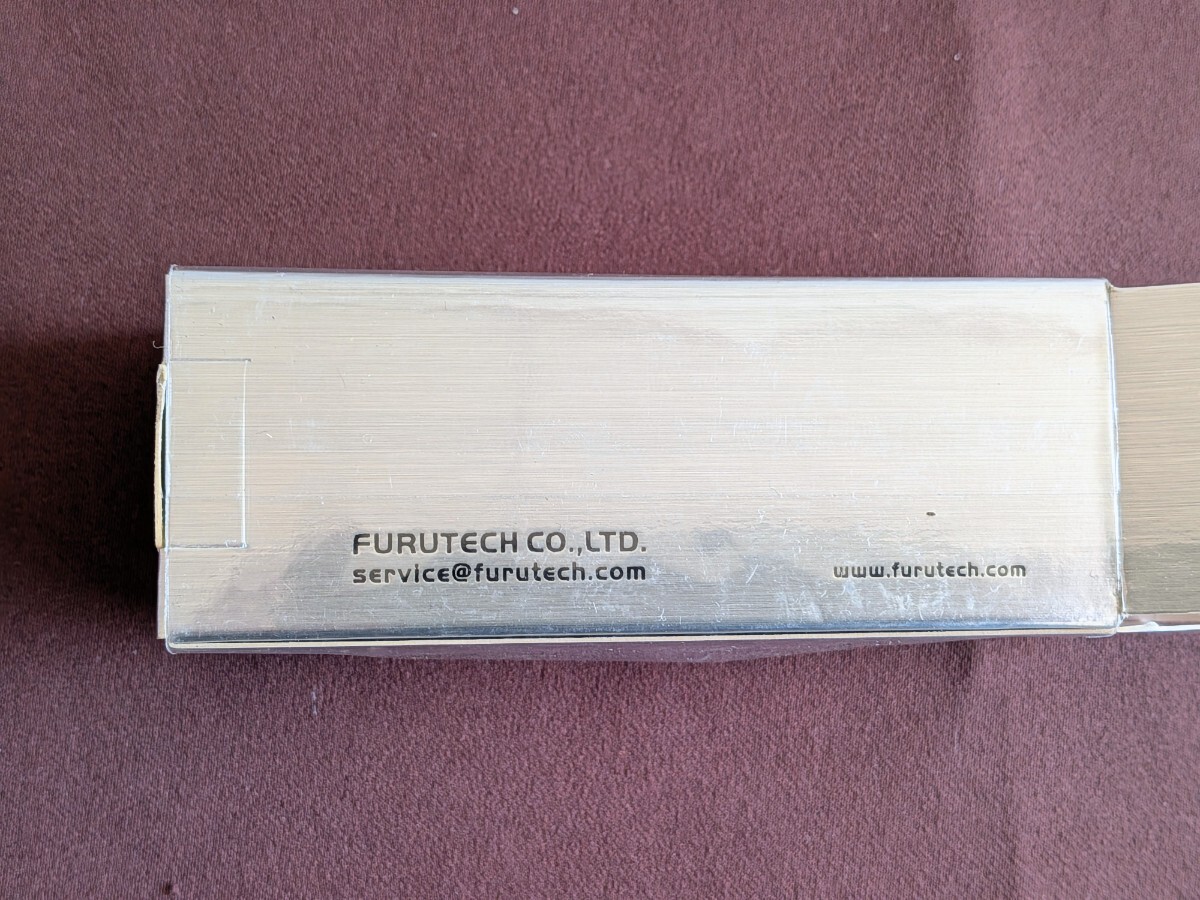 FURUTECH CO.,LTD.
service@furutech.com
www.furutech.com